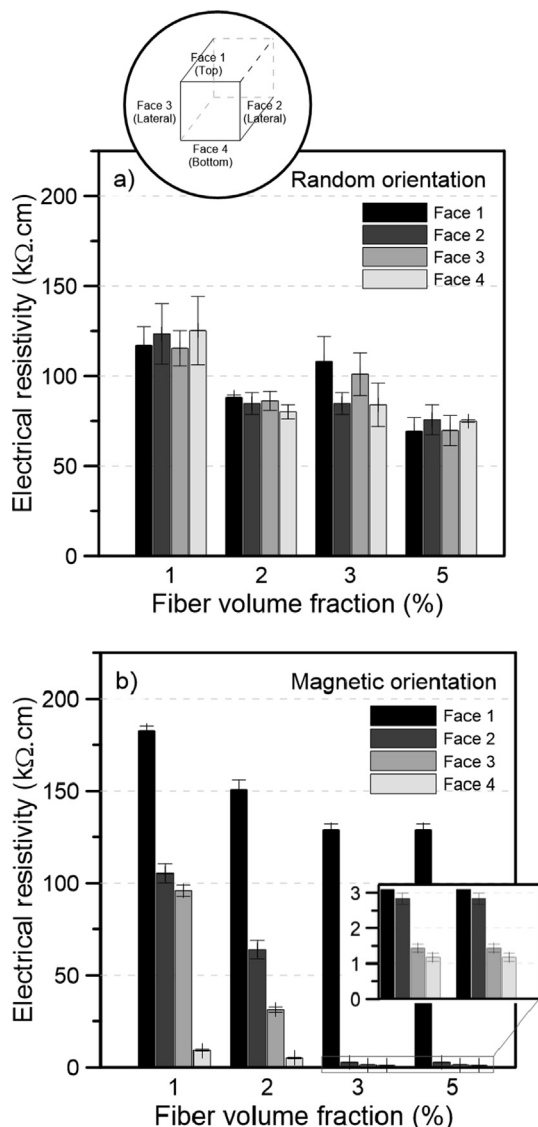 Face 1
(Top)
Face 3
(Lateral)
Face 2
(Lateral)
Face 4
(Bottom)
a)
Random orientation
Face 1
Face 2
Face 3
Face 4
Electrical resistivity (kΩ.cm)
200
150
100
50
0
1 2 3 5
Fiber volume fraction (%)
b)
Magnetic orientation
Face 1
Face 2
Face 3
Face 4
Electrical resistivity (kΩ.cm)
200
150
100
50
0
3
2
1
0
1 2 3 5
Fiber volume fraction (%)